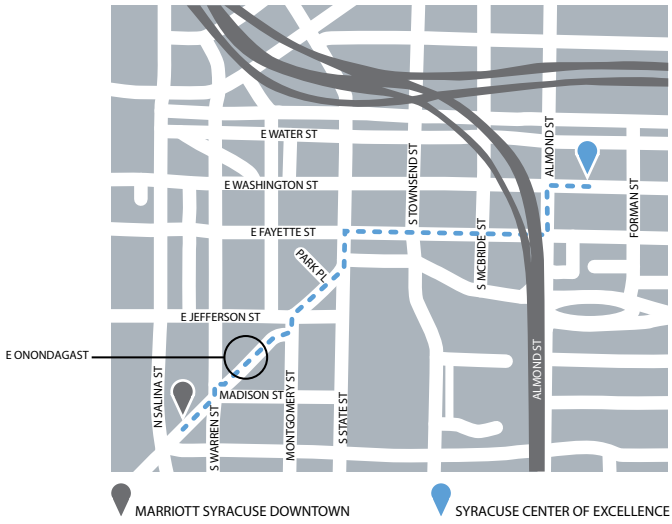 E WATER ST
ALMOND ST
S TOWNSEND ST
E WASHINGTON ST
FORMAN ST
E FAYETTE ST
S MCBRIDE ST
PARK PL
E JEFFERSON ST
E ONONDAGAST
N SALINA ST
MADISON ST
S WARREN ST
MONTGOMERY ST
S STATE ST
ALMOND ST
MARRIOTT SYRACUSE DOWNTOWN
SYRACUSE CENTER OF EXCELLENCE